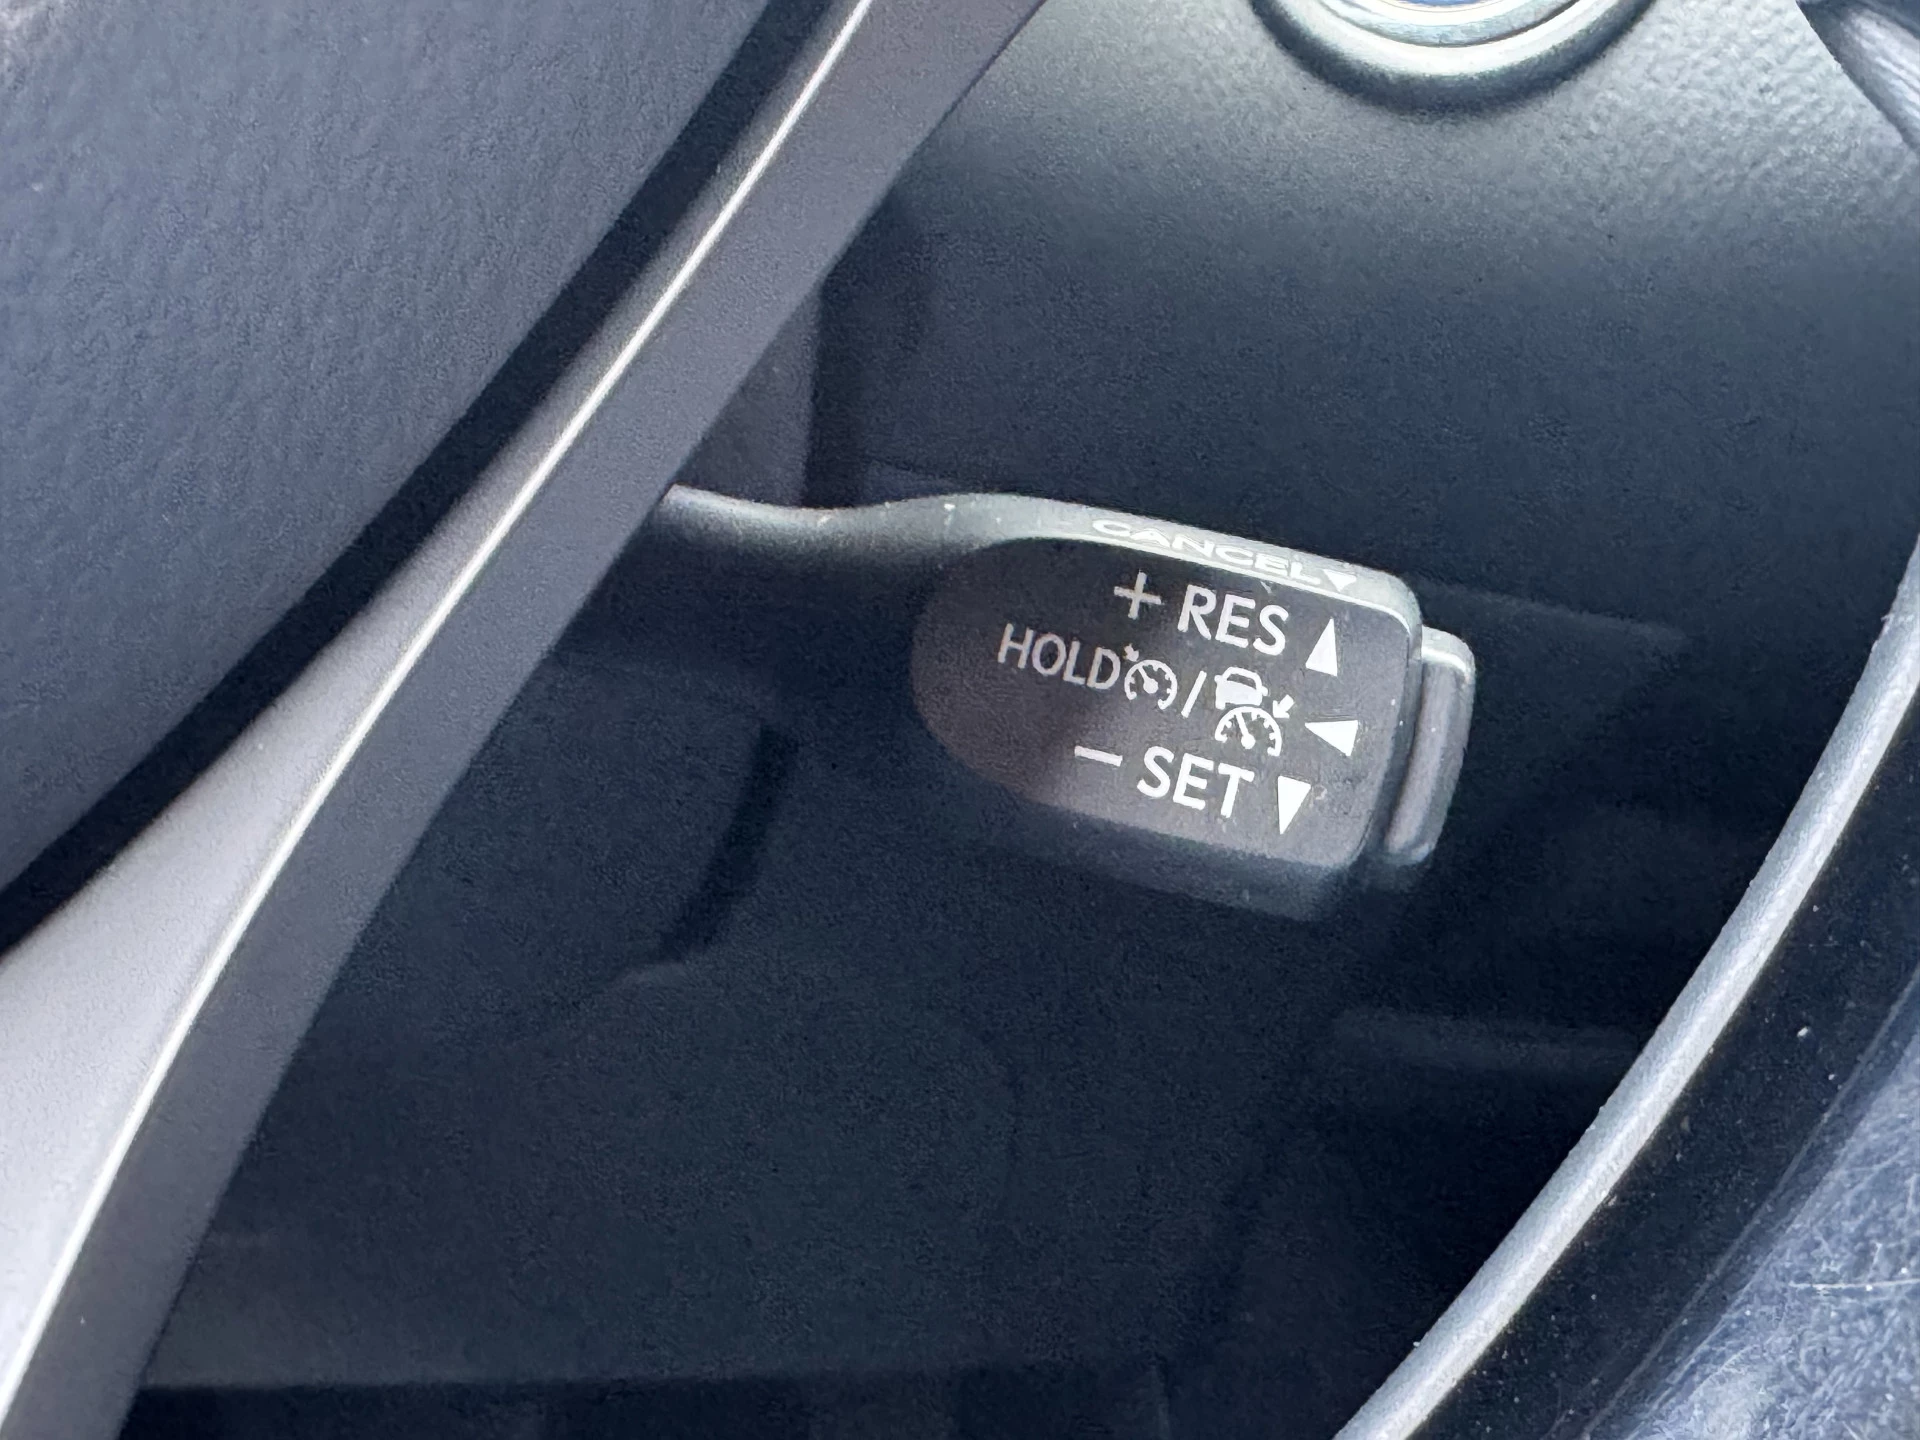 CANCEL▼
+ RES ▲
HOLD /
◀
− SET ▼